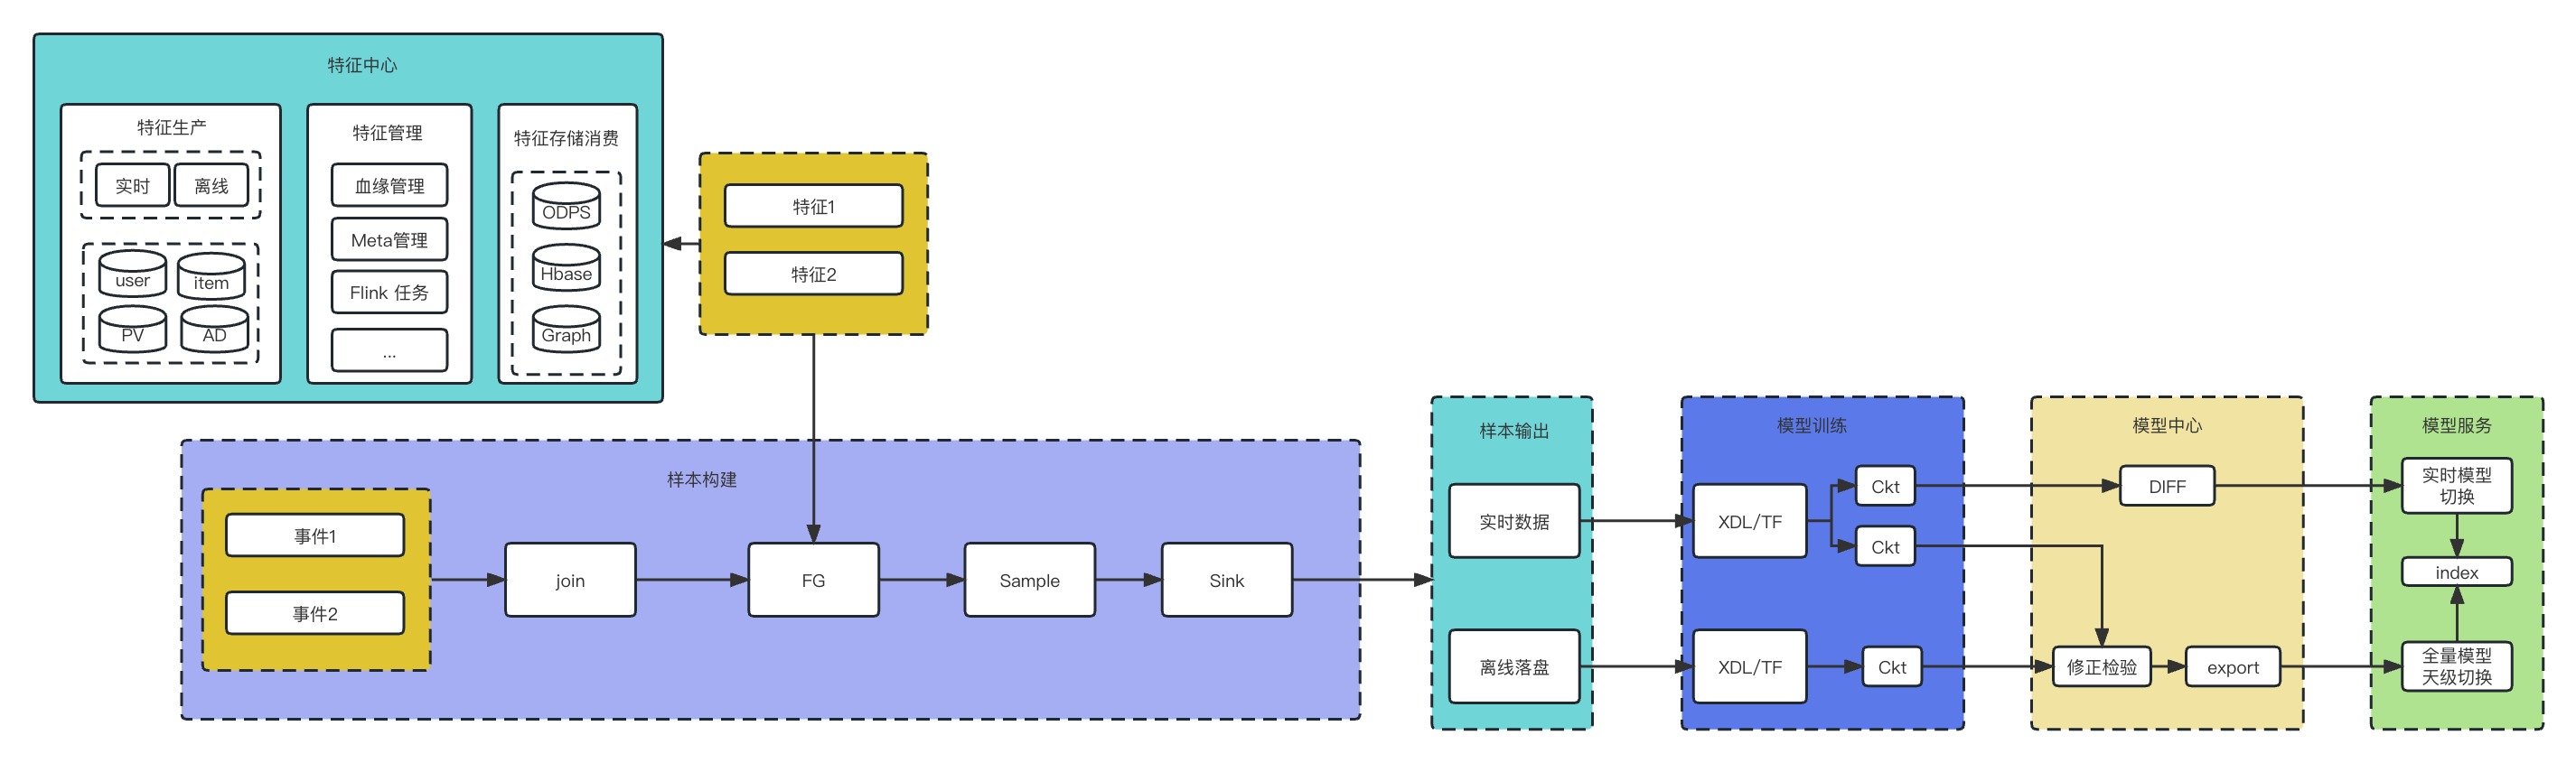 特征中心
特征生产
实时
离线
user
item
PV
AD
特征管理
血缘管理
Meta管理
Flink 任务
...
特征存储消费
ODPS
Hbase
Graph
特征1
特征2
样本构建
事件1
事件2
join
FG
Sample
Sink
样本输出
实时数据
离线落盘
模型训练
XDL/TF
Ckt
Ckt
XDL/TF
Ckt
模型中心
DIFF
修正检验
export
模型服务
实时模型
切换
index
全量模型
天级切换